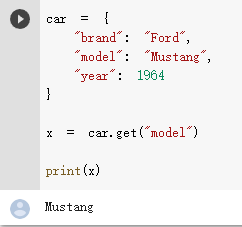 car = {
    "brand": "Ford",
    "model": "Mustang",
    "year": 1964
}
x = car.get("model")
print(x)
Mustang